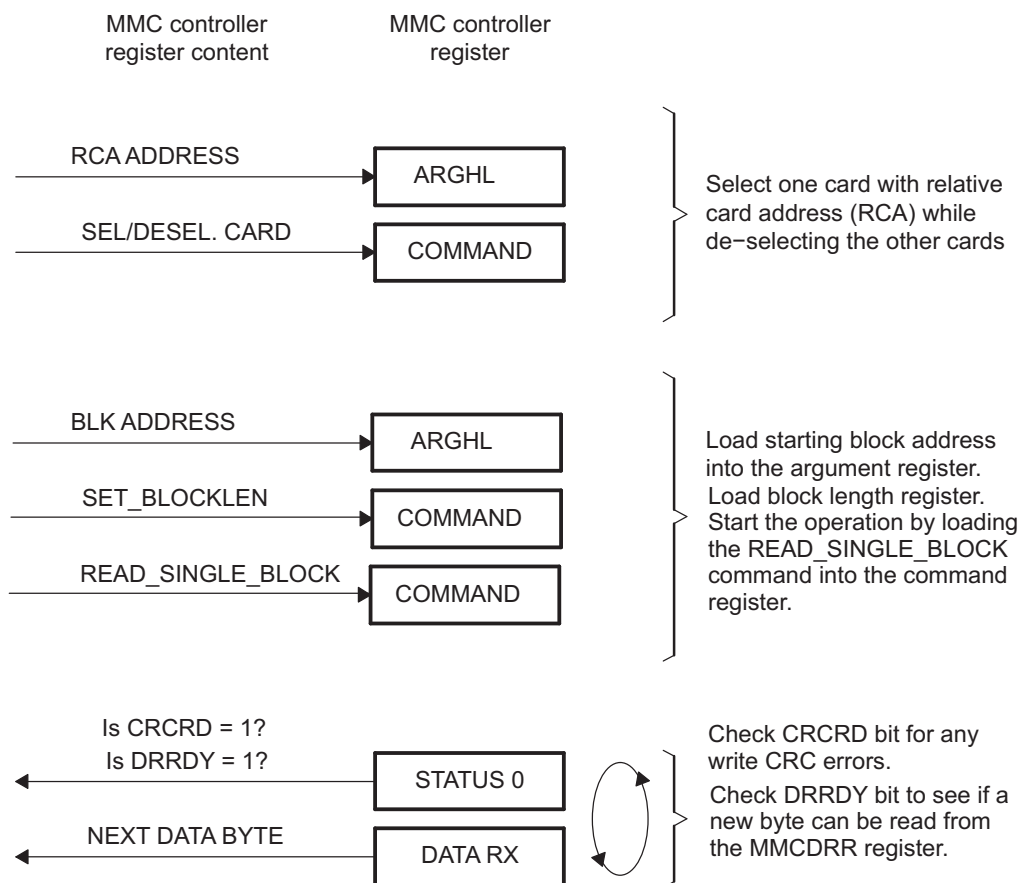 MMC controller
register content
MMC controller
register
RCA ADDRESS
ARGHL
SEL/DESEL. CARD
COMMAND
Select one card with relative
card address (RCA) while
de−selecting the other cards
BLK ADDRESS
ARGHL
SET_BLOCKLEN
COMMAND
READ_SINGLE_BLOCK
COMMAND
Load starting block address
into the argument register.
Load block length register.
Start the operation by loading
the READ_SINGLE_BLOCK
command into the command
register.
Is CRCRD = 1?
Is DRRDY = 1?
STATUS 0
NEXT DATA BYTE
DATA RX
Check CRCRD bit for any
write CRC errors.
Check DRRDY bit to see if a
new byte can be read from
the MMCDRR register.